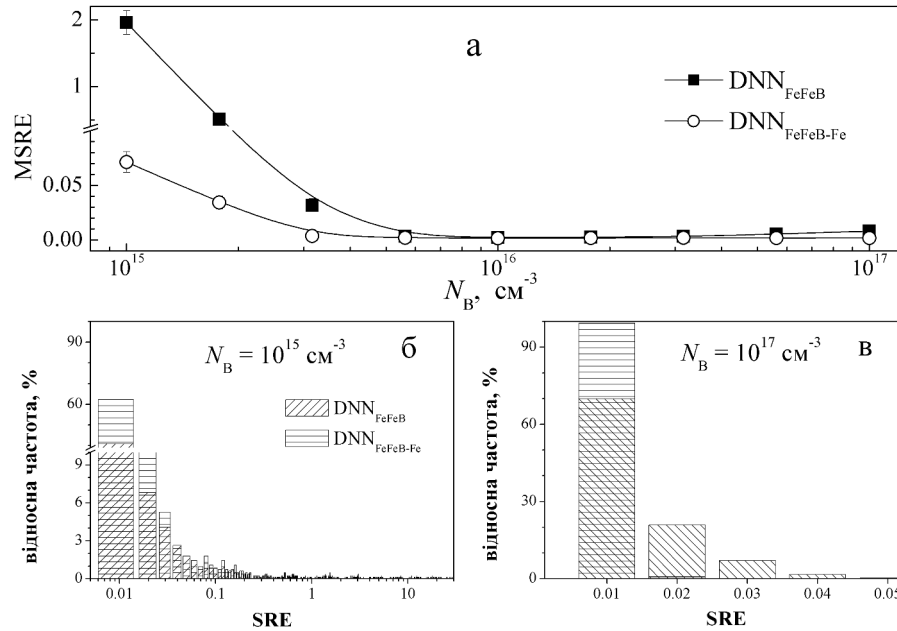 а
2
1
0.05
0.00
MSRE
DNN_FeFeB
DNN_FeFeB-Fe
10^15
10^16
10^17
N_B, см^-3
N_B = 10^15 см^-3
б
90
60
9
6
3
0
відносна частота, %
DNN_FeFeB
DNN_FeFeB-Fe
0.01
0.1
1
10
SRE
N_B = 10^17 см^-3
в
90
60
30
0
відносна частота, %
0.01
0.02
0.03
0.04
0.05
SRE